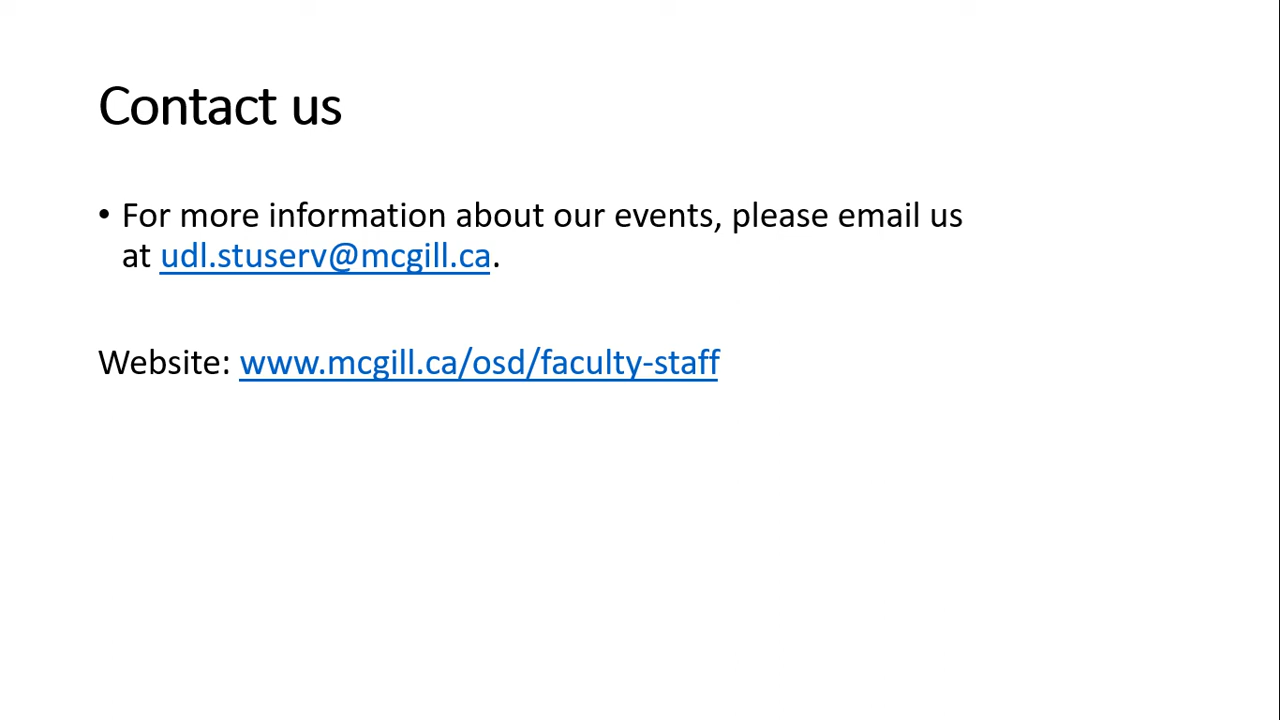 Contact us
• For more information about our events, please email us
at udl.stuserv@mcgill.ca.
Website: www.mcgill.ca/osd/faculty-staff